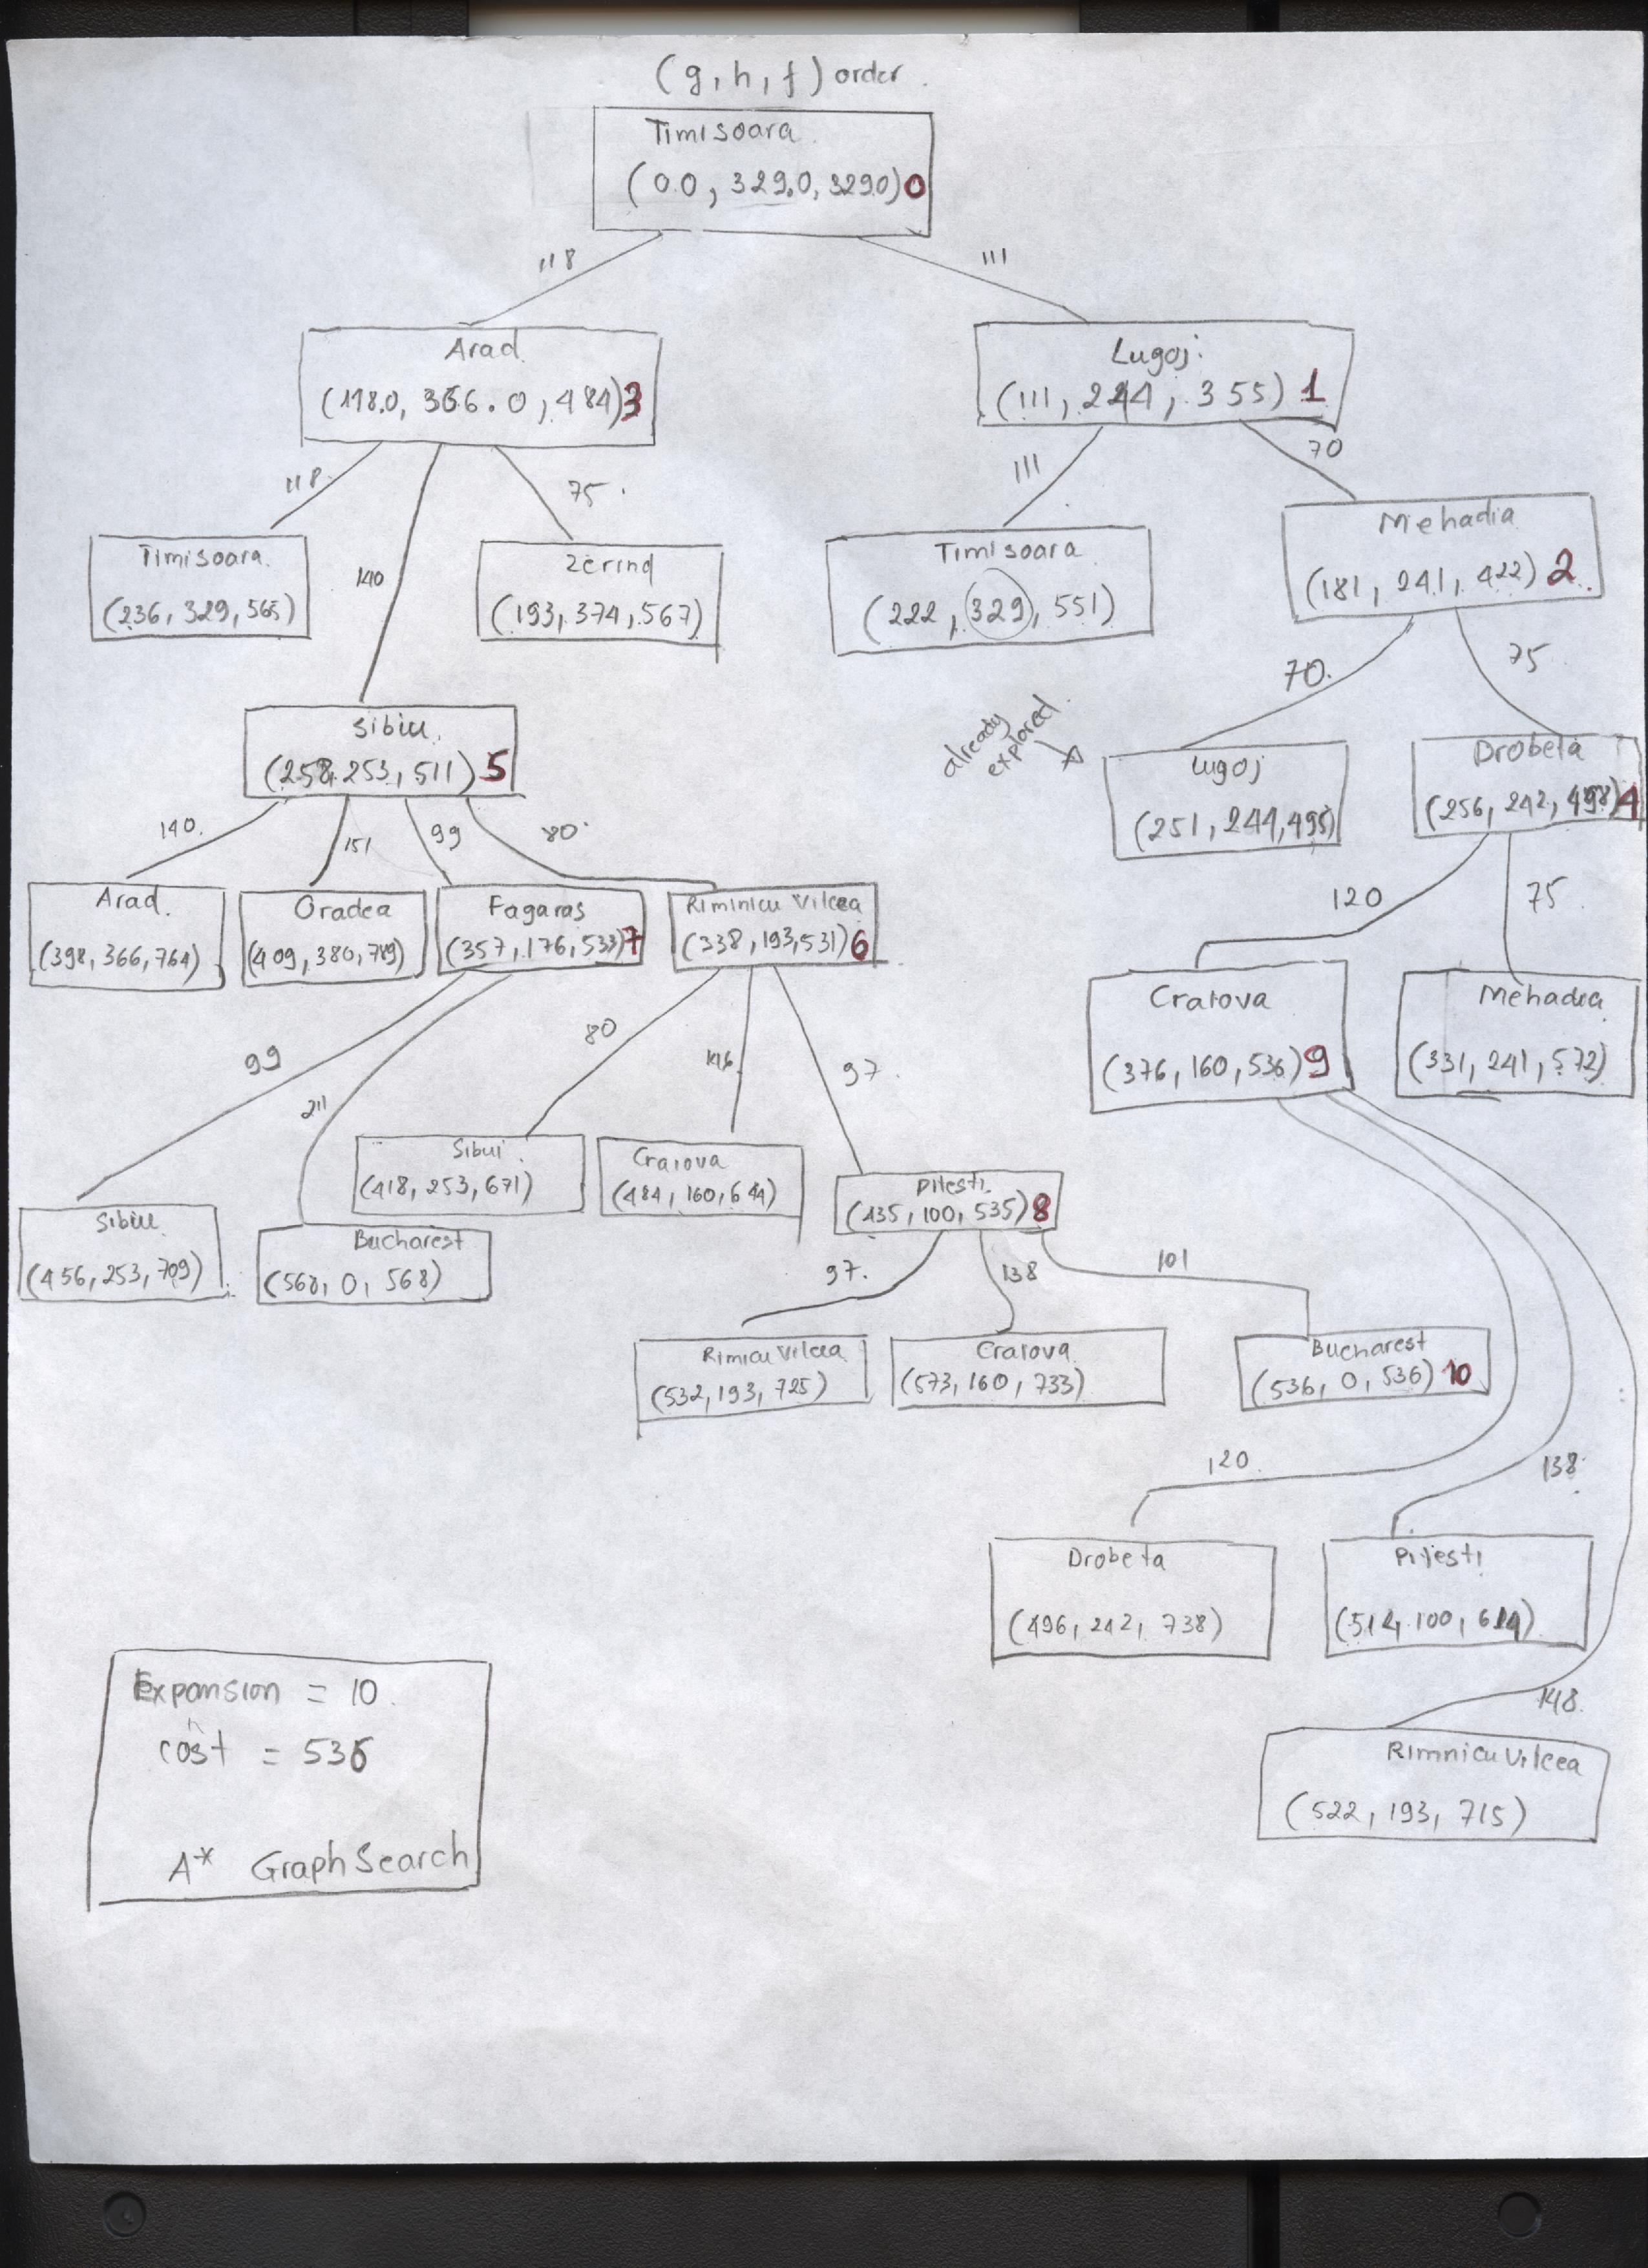 (g, h, f) order.
Timisoara
(0.0, 329.0, 329.0) 0
118
111
Arad
(118.0, 366.0, 484) 3
Lugoj
(111, 244, 355) 1
118
75
111
70
Timisoara
(236, 329, 565)
140
Zerind
(193, 374, 567)
Timisoara
(222, 329, 551)
Mehadia
(181, 241, 422) 2
70
75
already explored
Sibiu
(258, 253, 511) 5
Lugoj
(251, 244, 495)
Drobeta
(256, 242, 498) 4
140
151
99
80
120
75
Arad
(398, 366, 764)
Oradea
(409, 380, 789)
Fagaras
(357, 176, 533) 7
Riminicu Vilcea
(338, 193, 531) 6
Craiova
(376, 160, 536) 9
Mehadia
(331, 241, 572)
99
211
80
146
97
Sibui
(418, 253, 671)
Craiova
(484, 160, 644)
Pitesti
(435, 100, 535) 8
Sibiu
(456, 253, 709)
Bucharest
(568, 0, 568)
97
138
101
Rimicu Vilcea
(532, 193, 725)
Craiova
(573, 160, 733)
Bucharest
(536, 0, 536) 10
120
138
Drobeta
(496, 242, 738)
Pitesti
(514, 100, 614)
148
Rimnicu Vilcea
(522, 193, 715)
Expansion = 10
cost = 536
A* Graph Search